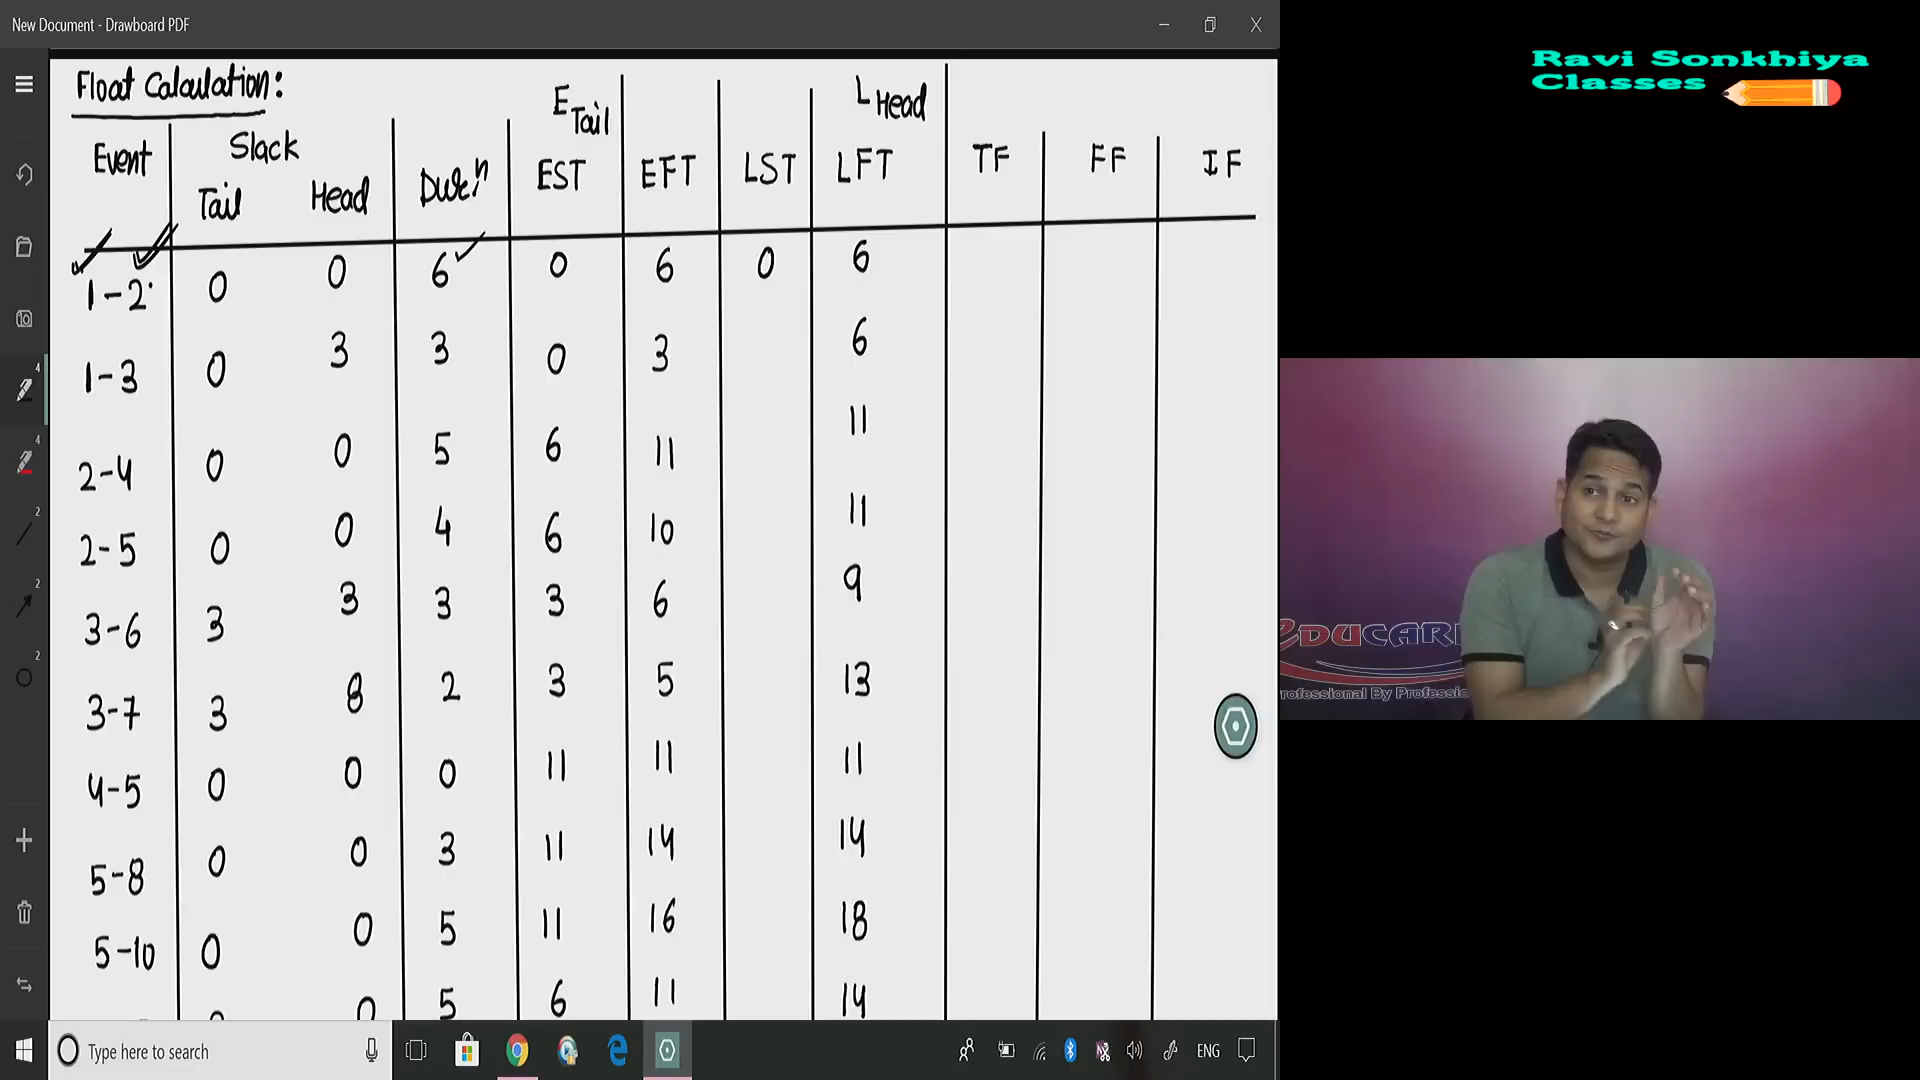 New Document - Drawboard PDF
Ravi Sonkhiya
Classes
Float Calculation:
Event Slack Tail Head Durⁿ E Tail EST EFT LST L Head LFT TF FF IF
1-2 0 0 6 0 6 0 6
1-3 0 3 3 0 3 6
2-4 0 0 5 6 11 11
2-5 0 0 4 6 10 11
3-6 3 3 3 3 6 9
3-7 3 8 2 3 5 13
4-5 0 0 0 11 11 11
5-8 0 0 3 11 14 14
5-10 0 0 5 11 16 18
0 5 6 11 14
EDUCAR
rofessional By Professio
Type here to search
ENG